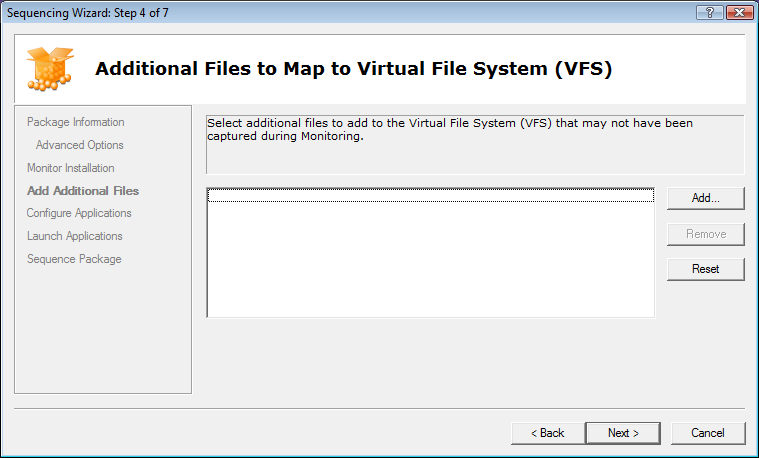 Sequencing Wizard: Step 4 of 7
Additional Files to Map to Virtual File System (VFS)
Package Information
Advanced Options
Monitor Installation
Add Additional Files
Configure Applications
Launch Applications
Sequence Package
Select additional files to add to the Virtual File System (VFS) that may not have been
captured during Monitoring.
Add...
Remove
Reset
< Back
Next >
Cancel